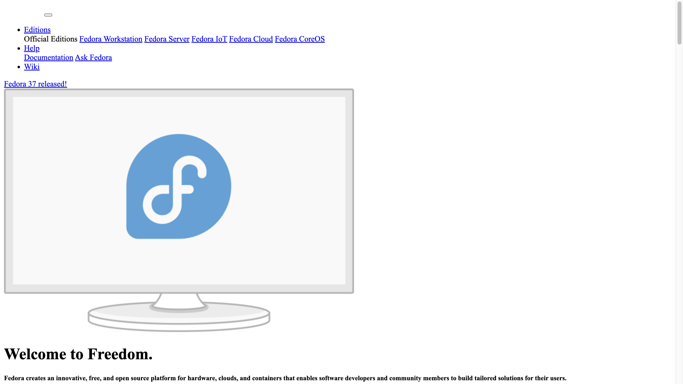 Editions
Official Editions Fedora Workstation Fedora Server Fedora IoT Fedora Cloud Fedora CoreOS
Help
Documentation Ask Fedora
Wiki
Fedora 37 released!
Welcome to Freedom.
Fedora creates an innovative, free, and open source platform for hardware, clouds, and containers that enables software developers and community members to build tailored solutions for their users.